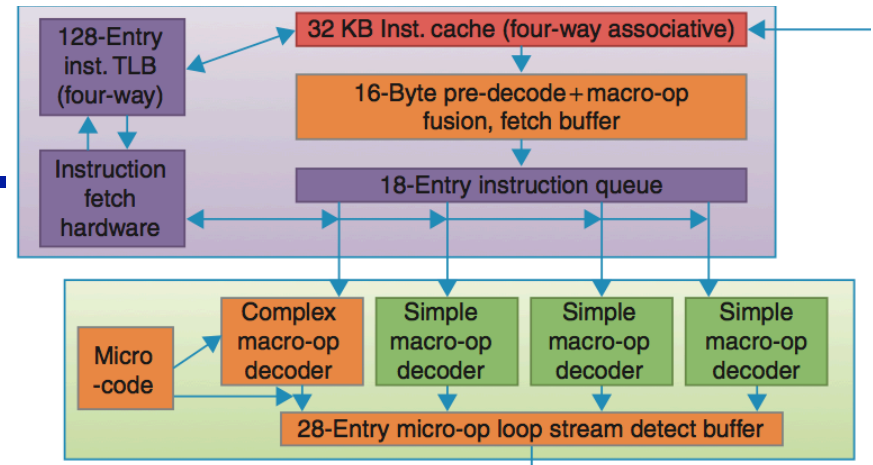 128-Entry
inst. TLB
(four-way)
32 KB Inst. cache (four-way associative)
16-Byte pre-decode+macro-op
fusion, fetch buffer
Instruction
fetch
hardware
18-Entry instruction queue
Micro
-code
Complex
macro-op
decoder
Simple
macro-op
decoder
Simple
macro-op
decoder
Simple
macro-op
decoder
28-Entry micro-op loop stream detect buffer